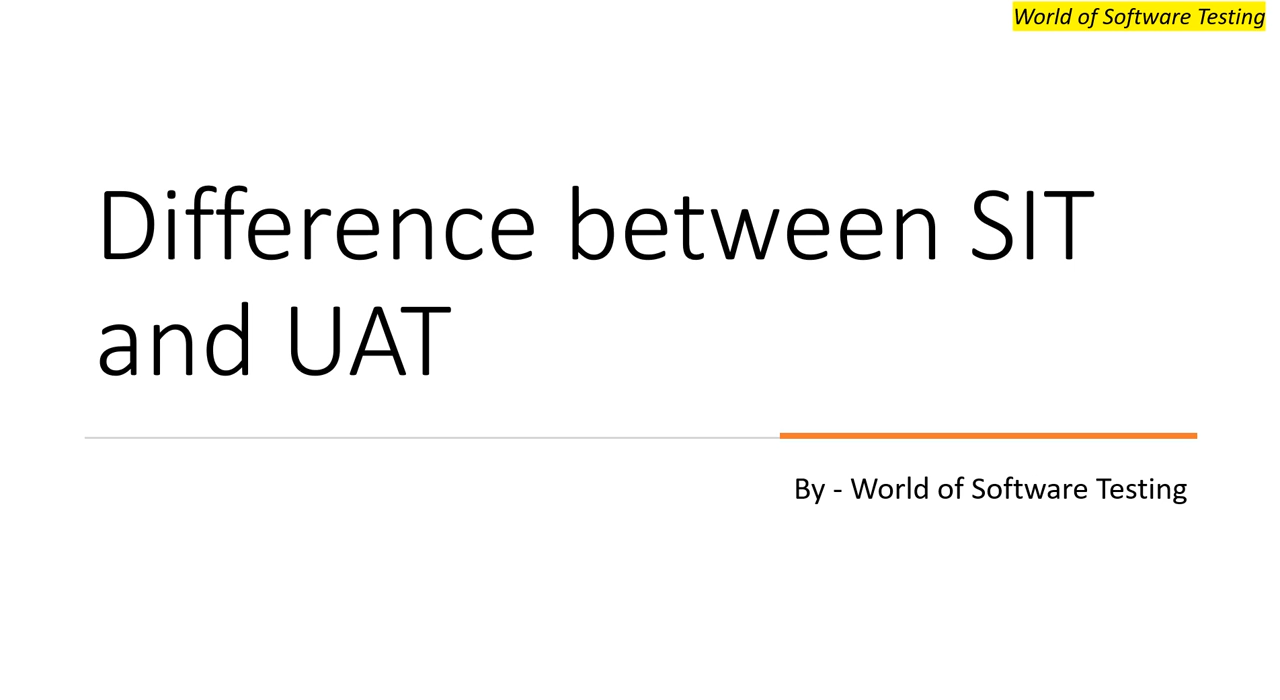 World of Software Testing
Difference between SIT
and UAT
By - World of Software Testing